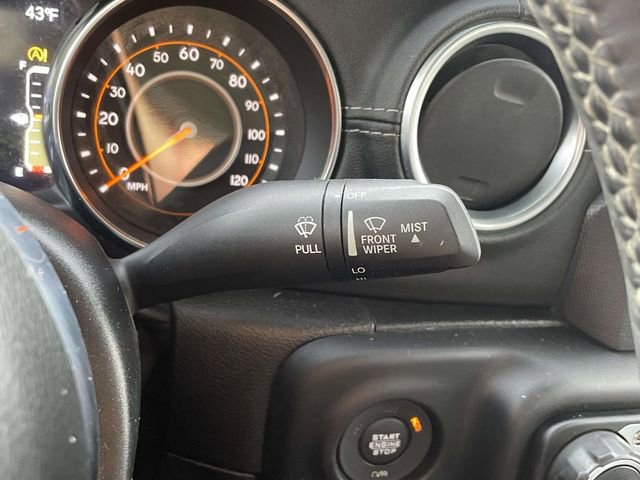 43°F
F
E
0
10
20
30
40
50
60
70
80
90
100
110
120
MPH
PULL
OFF
FRONT
WIPER
MIST
LO
HI
START
ENGINE
STOP